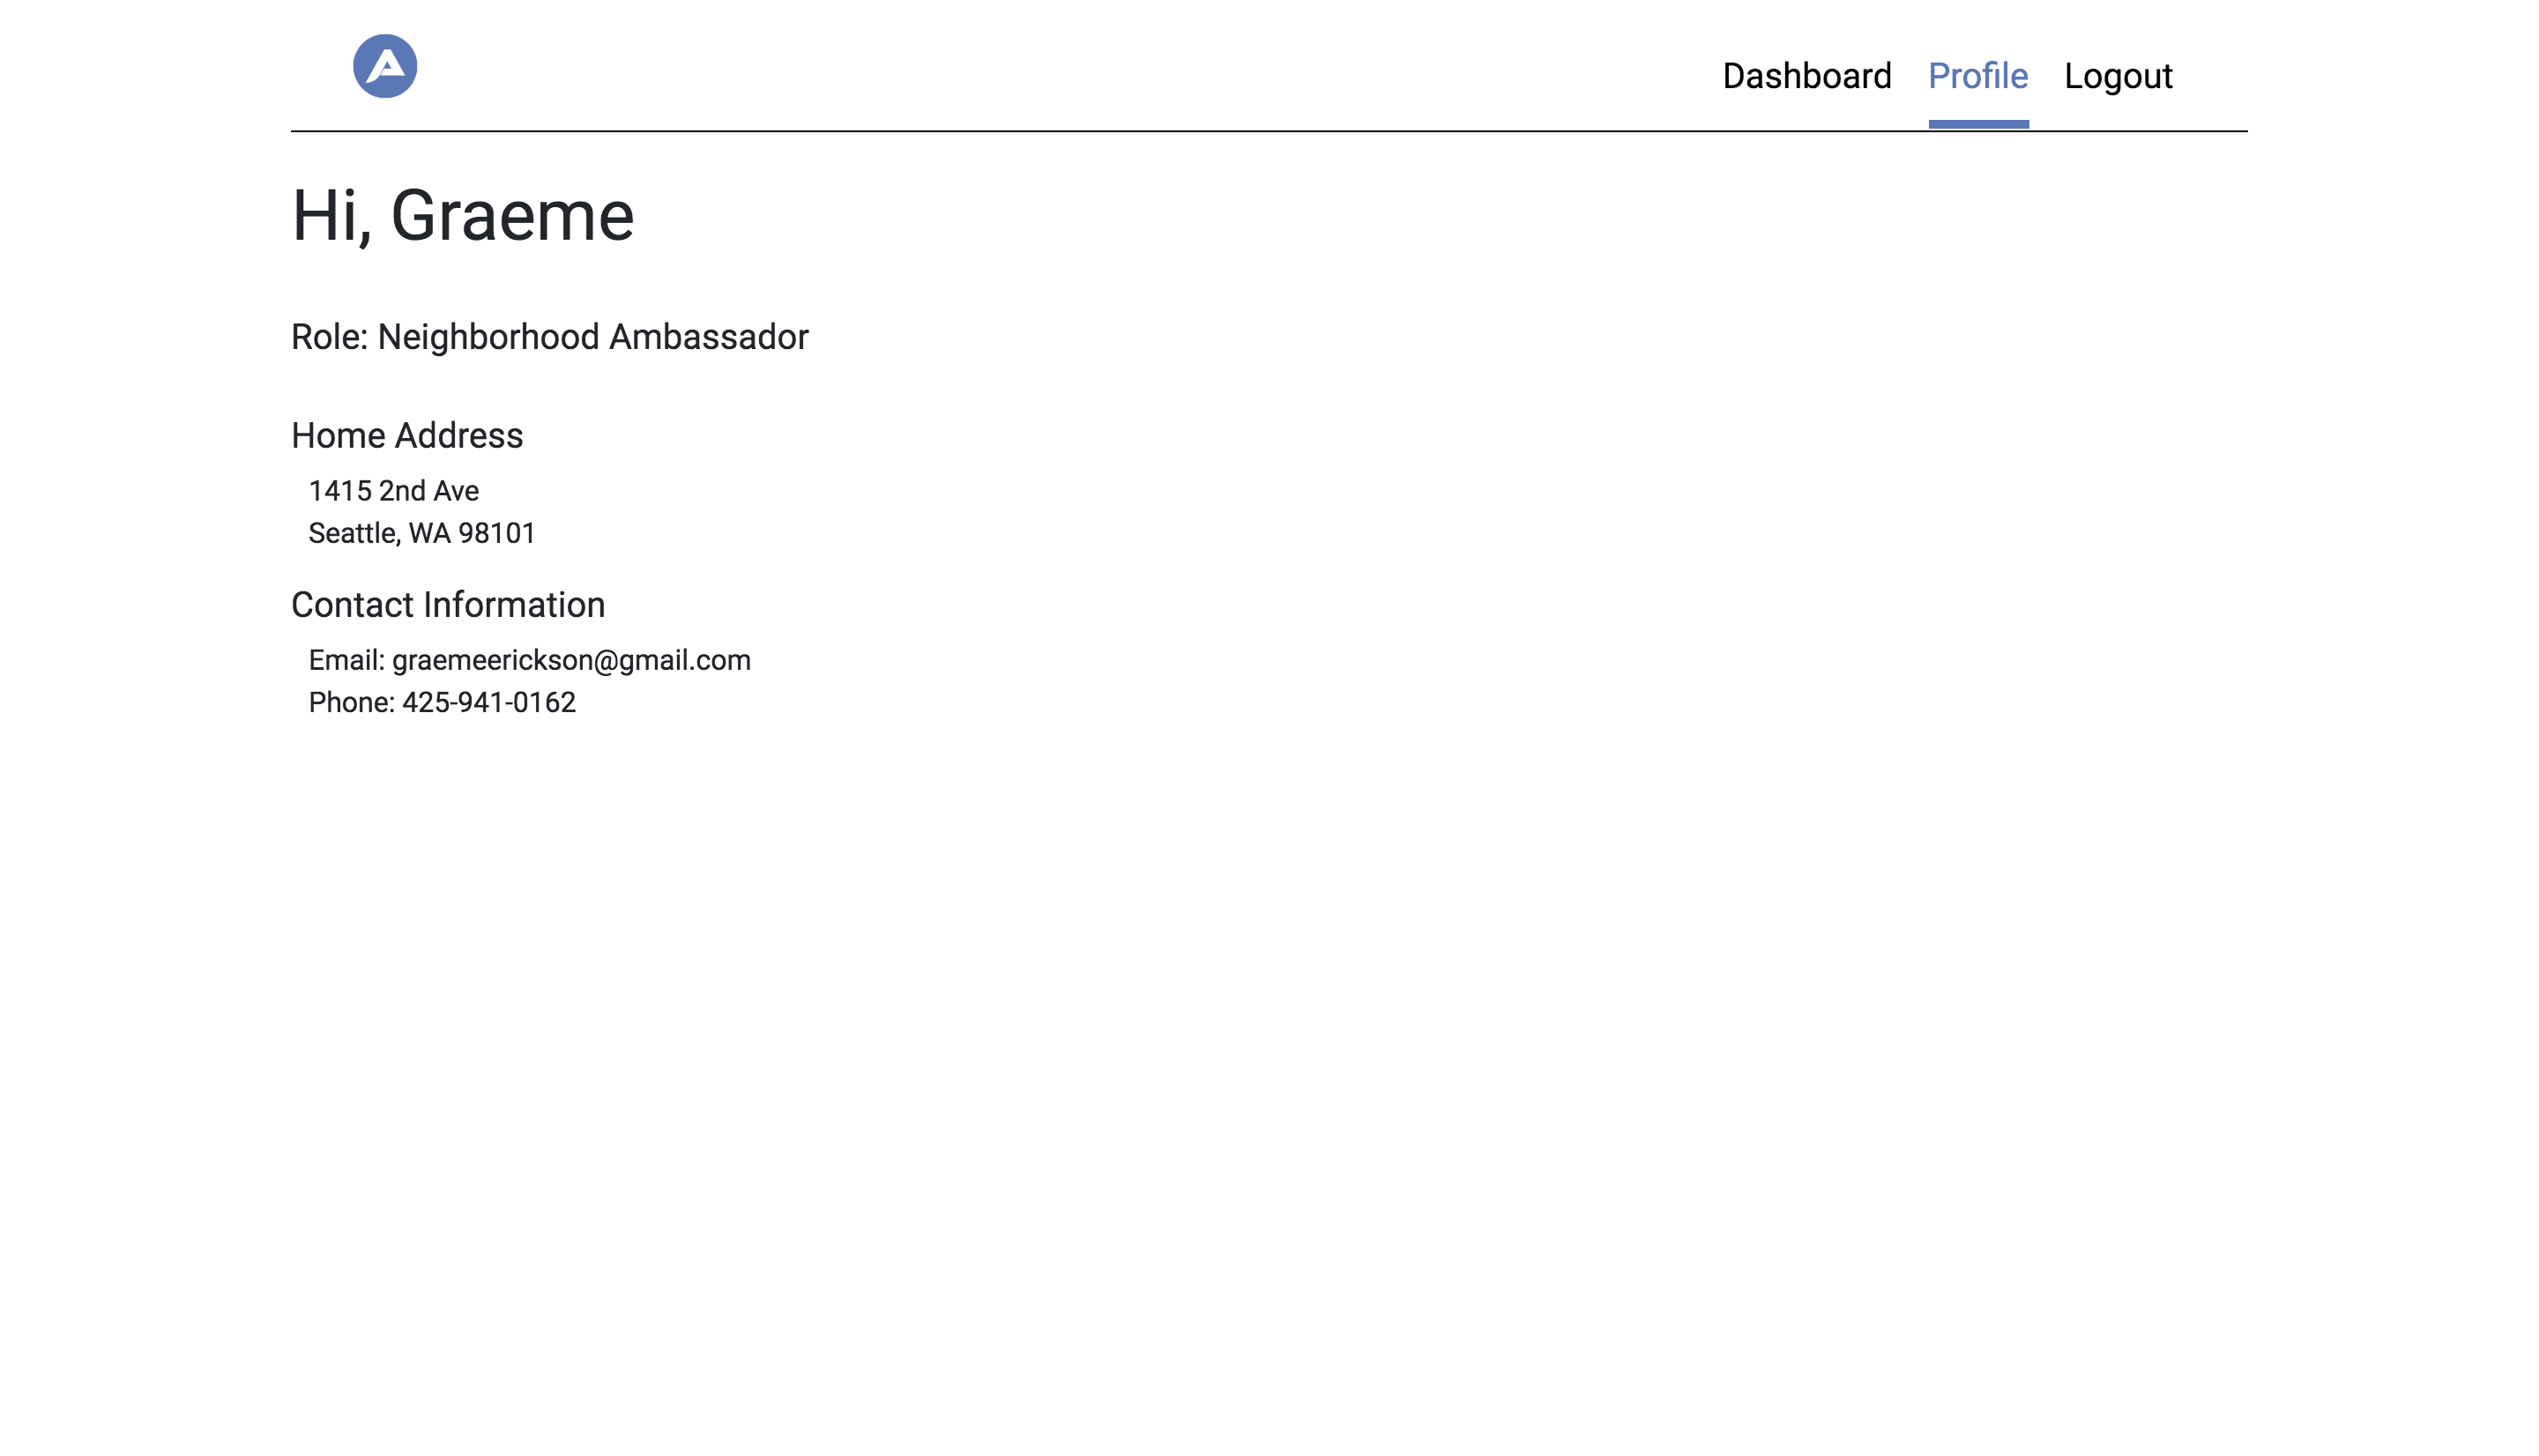 Dashboard Profile Logout
Hi, Graeme
Role: Neighborhood Ambassador
Home Address
1415 2nd Ave
Seattle, WA 98101
Contact Information
Email: graemeerickson@gmail.com
Phone: 425-941-0162